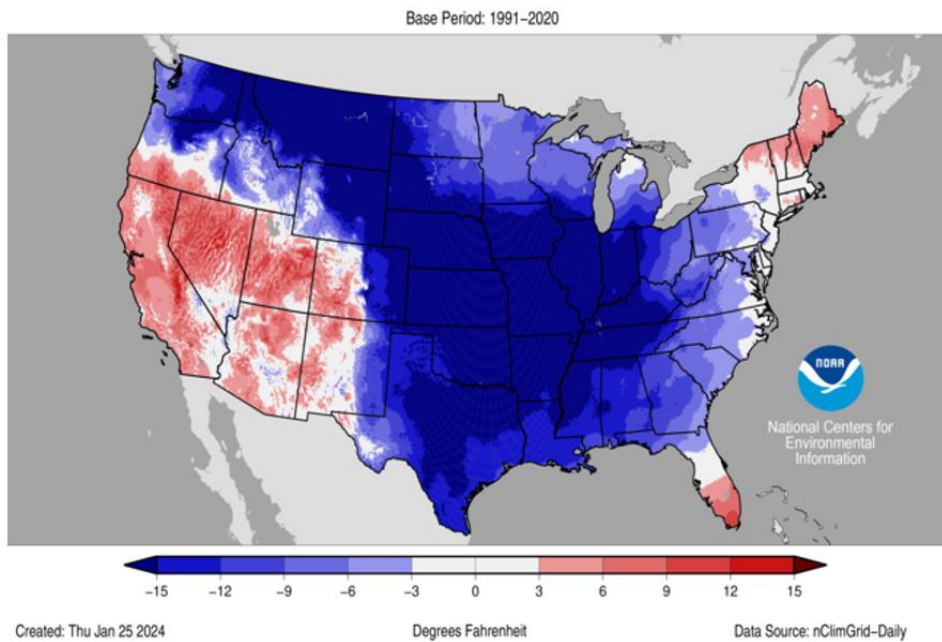 Base Period: 1991–2020
NOAA
National Centers for
Environmental
Information
−15 −12 −9 −6 −3 0 3 6 9 12 15
Created: Thu Jan 25 2024 Degrees Fahrenheit Data Source: nClimGrid−Daily